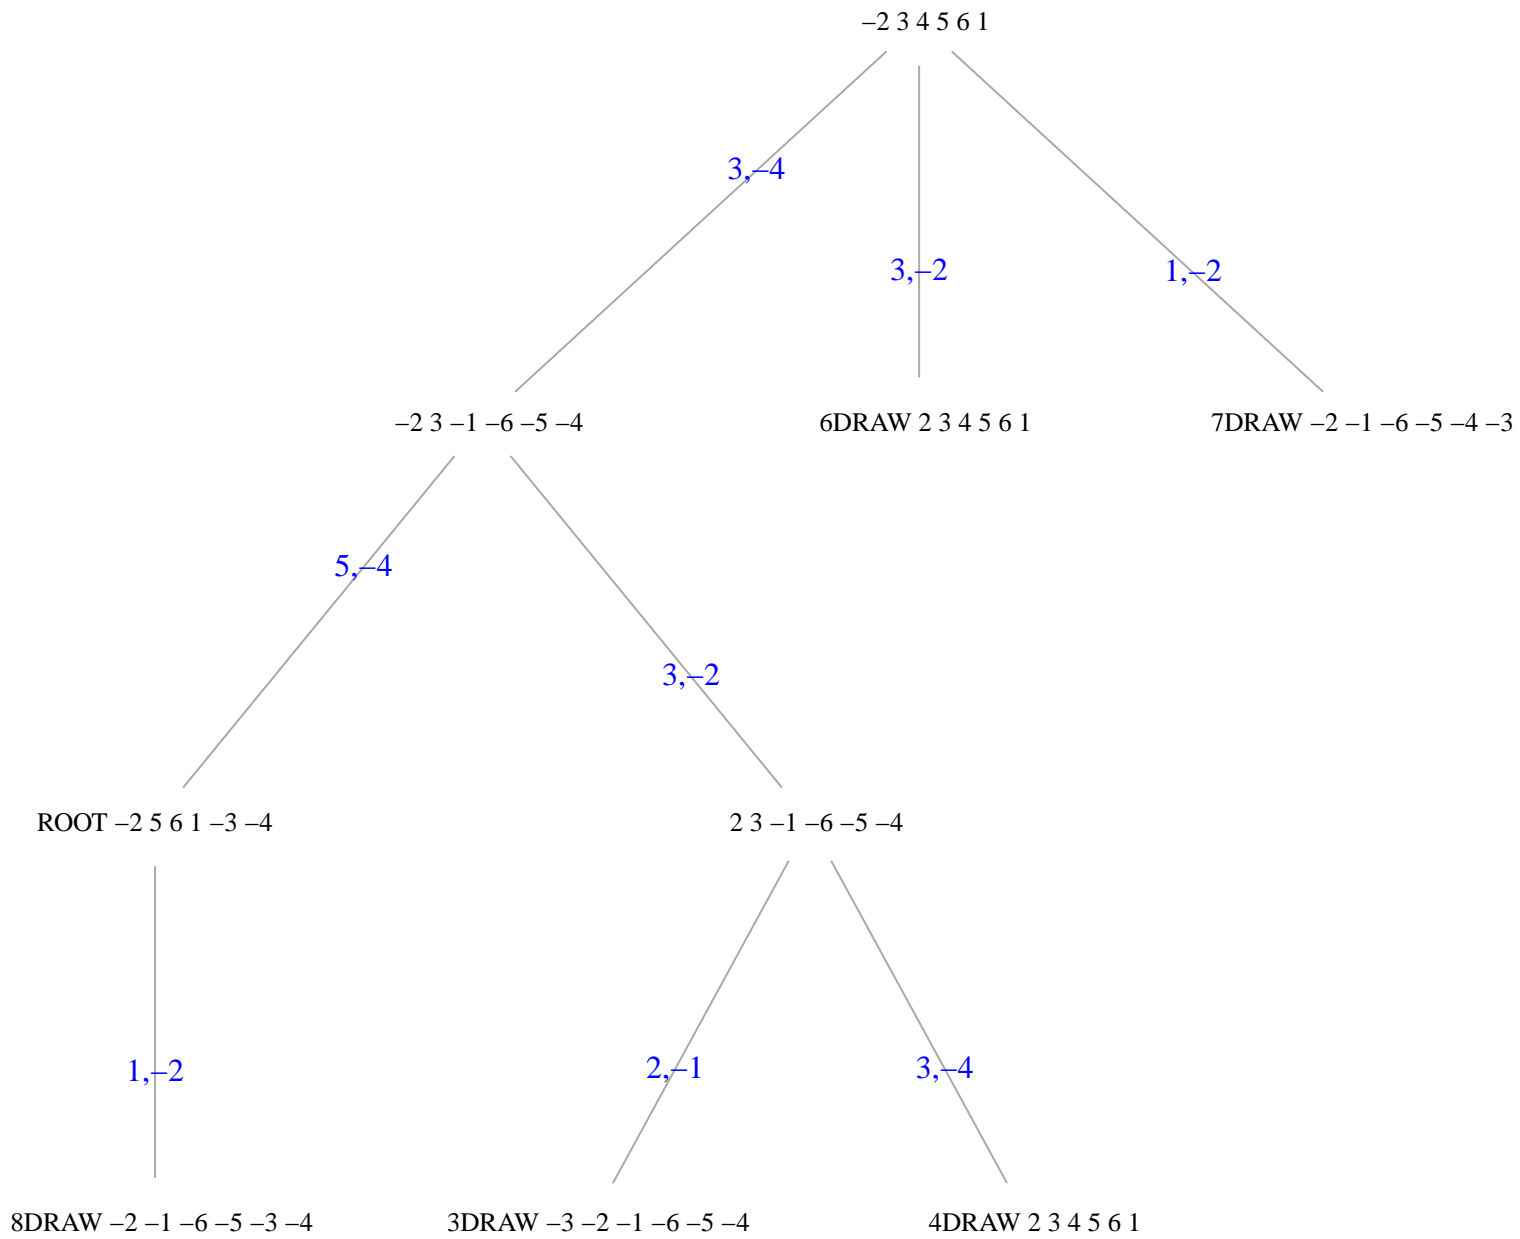 –2 3 4 5 6 1
3,–4
3,–2
1,–2
–2 3 –1 –6 –5 –4
6DRAW 2 3 4 5 6 1
7DRAW –2 –1 –6 –5 –4 –3
5,–4
3,–2
ROOT –2 5 6 1 –3 –4
2 3 –1 –6 –5 –4
1,–2
2,–1
3,–4
8DRAW –2 –1 –6 –5 –3 –4
3DRAW –3 –2 –1 –6 –5 –4
4DRAW 2 3 4 5 6 1